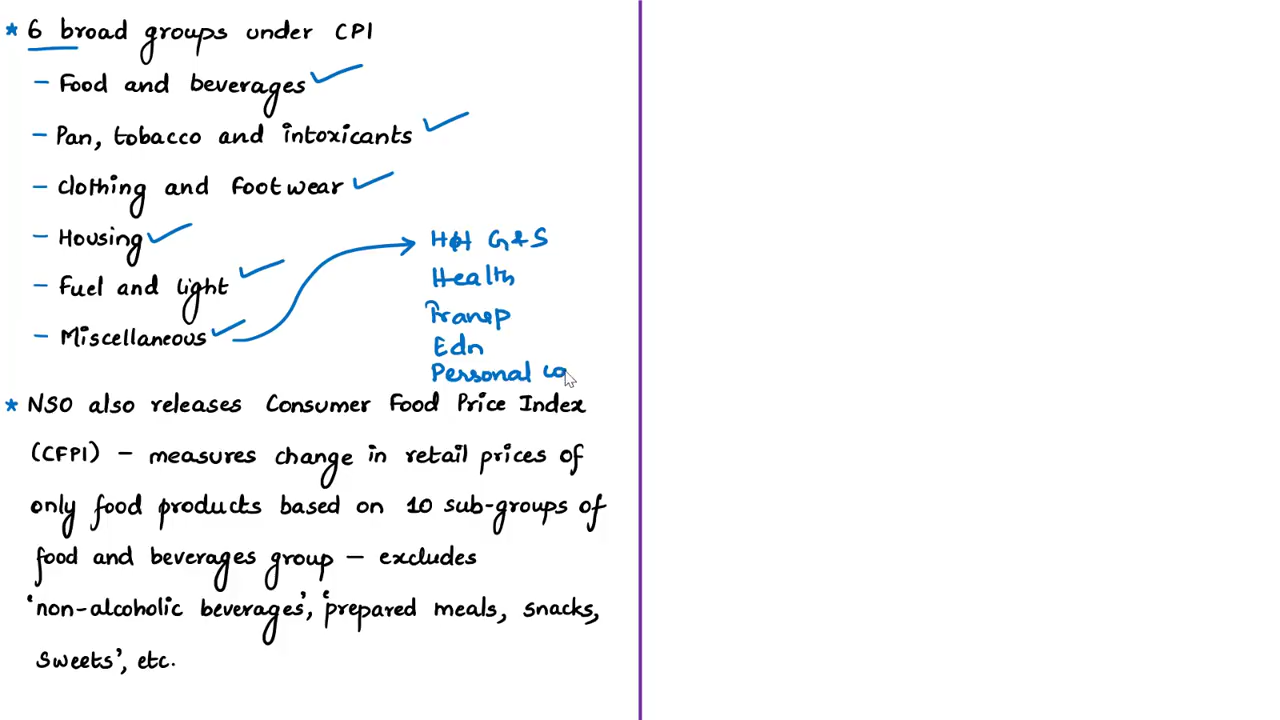 * 6 broad groups under CPI
- Food and beverages
- Pan, tobacco and intoxicants
- Clothing and footwear
- Housing
- Fuel and light
- Miscellaneous
HH G&S
Health
Transp
Edn
Personal ca
* NSO also releases Consumer Food Price Index
(CFPI) – measures change in retail prices of
only food products based on 10 sub-groups of
food and beverages group – excludes
'non-alcoholic beverages', 'prepared meals, snacks,
sweets', etc.